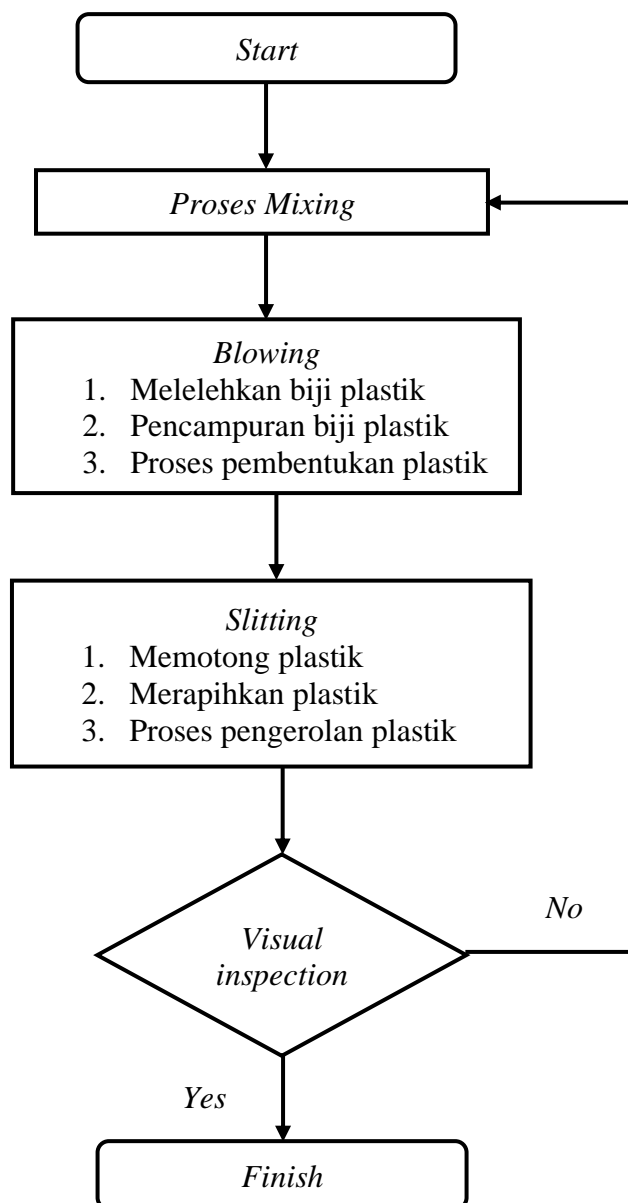 Start
Proses Mixing
Blowing
1. Melelehkan biji plastik
2. Pencampuran biji plastik
3. Proses pembentukan plastik
Slitting
1. Memotong plastik
2. Merapihkan plastik
3. Proses pengerolan plastik
Visual
inspection
No
Yes
Finish